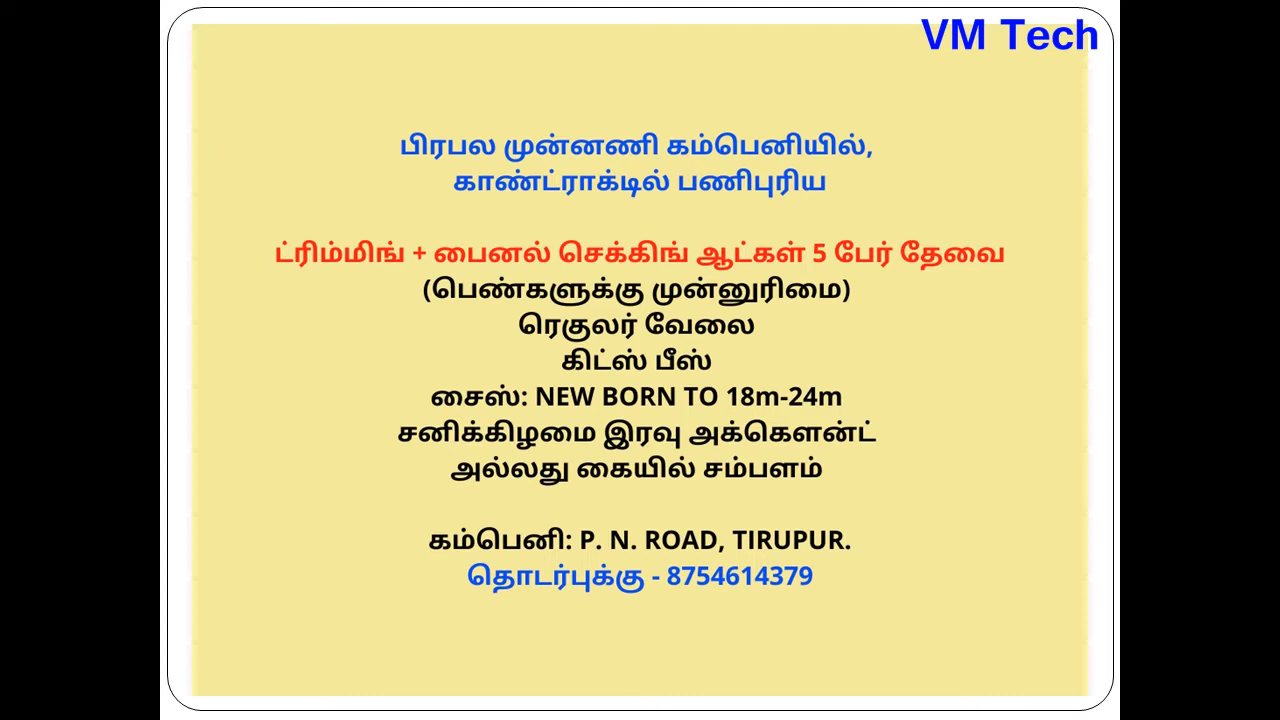 VM Tech
பிரபல முன்னணி கம்பெனியில்,
காண்ட்ராக்டில் பணிபுரிய
ட்ரிம்மிங் + பைனல் செக்கிங் ஆட்கள் 5 பேர் தேவை
(பெண்களுக்கு முன்னுரிமை)
ரெகுலர் வேலை
கிட்ஸ் பீஸ்
சைஸ்: NEW BORN TO 18m-24m
சனிக்கிழமை இரவு அக்கௌன்ட்
அல்லது கையில் சம்பளம்
கம்பெனி: P. N. ROAD, TIRUPUR.
தொடர்புக்கு - 8754614379